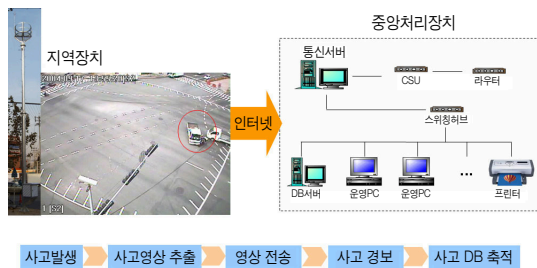 중앙처리장치
지역장치
통신서버
CSU
라우터
인터넷
스위칭허브
DB서버
운영PC
운영PC
...
프린터
사고발생
사고영상 추출
영상 전송
사고 경보
사고 DB 축적